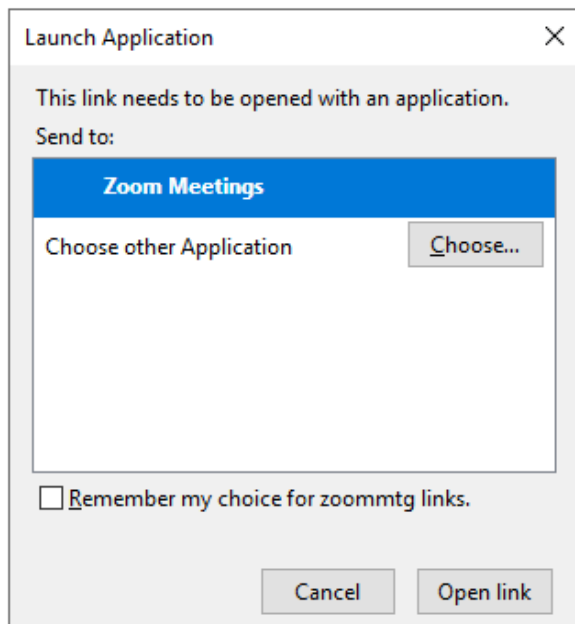 Launch Application
This link needs to be opened with an application.
Send to:
Zoom Meetings
Choose other Application
Choose...
Remember my choice for zoommtg links.
Cancel
Open link